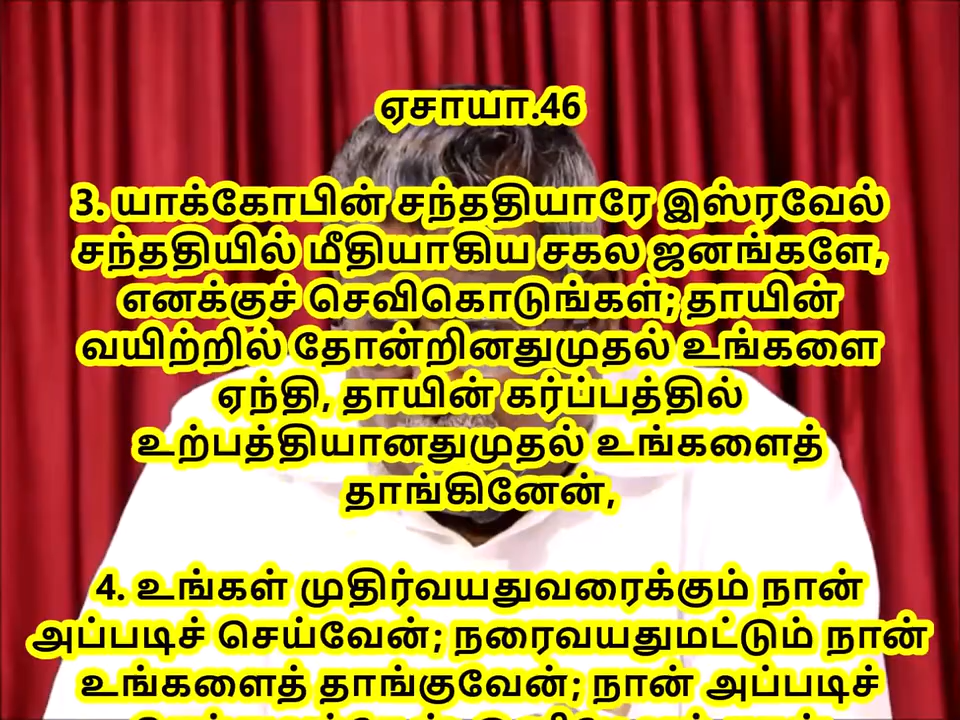 ஏசாயா.46
3. யாக்கோபின் சந்ததியாரே இஸ்ரவேல்
சந்ததியில் மீதியாகிய சகல ஜனங்களே,
எனக்குச் செவிகொடுங்கள்; தாயின்
வயிற்றில் தோன்றினதுமுதல் உங்களை
ஏந்தி, தாயின் கர்ப்பத்தில்
உற்பத்தியானதுமுதல் உங்களைத்
தாங்கினேன்,
4. உங்கள் முதிர்வயதுவரைக்கும் நான்
அப்படிச் செய்வேன்; நரைவயதுமட்டும் நான்
உங்களைத் தாங்குவேன்; நான் அப்படிச்